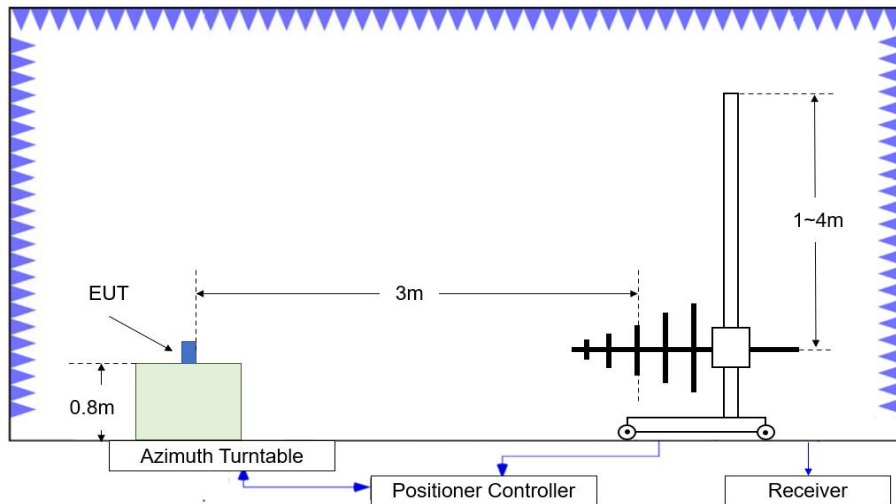 1~4m
EUT
3m
0.8m
Azimuth Turntable
Positioner Controller
Receiver